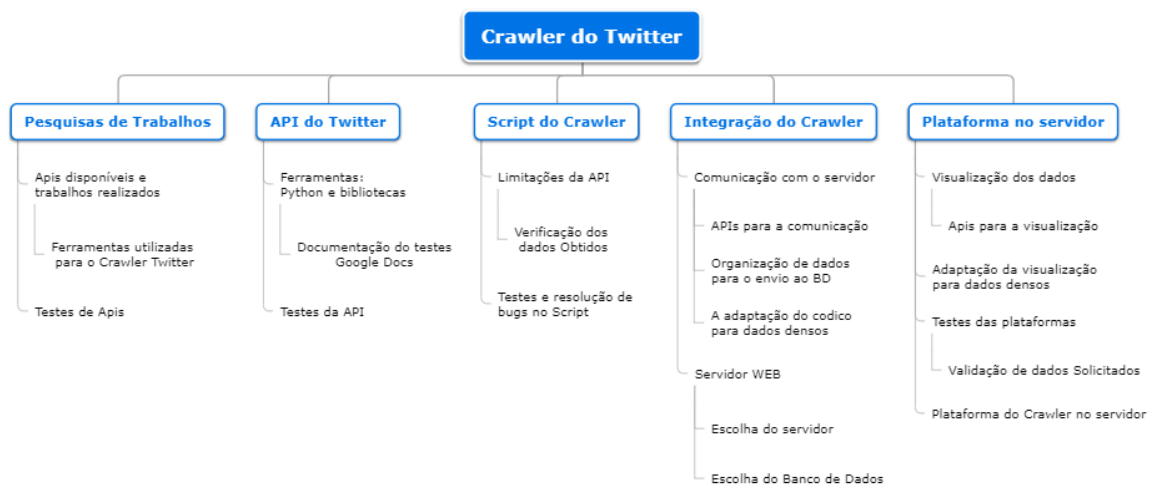 Crawler do Twitter
Pesquisas de Trabalhos
Apis disponíveis e
trabalhos realizados
Ferramentas utilizadas
para o Crawler Twitter
Testes de Apis
API do Twitter
Ferramentas:
Python e bibliotecas
Documentação do testes
Google Docs
Testes da API
Script do Crawler
Limitações da API
Verificação dos
dados Obtidos
Testes e resolução de
bugs no Script
Integração do Crawler
Comunicação com o servidor
APIs para a comunicação
Organização de dados
para o envio ao BD
A adaptação do codico
para dados densos
Servidor WEB
Escolha do servidor
Escolha do Banco de Dados
Plataforma no servidor
Visualização dos dados
Apis para a visualização
Adaptação da visualização
para dados densos
Testes das plataformas
Validação de dados Solicitados
Plataforma do Crawler no servidor